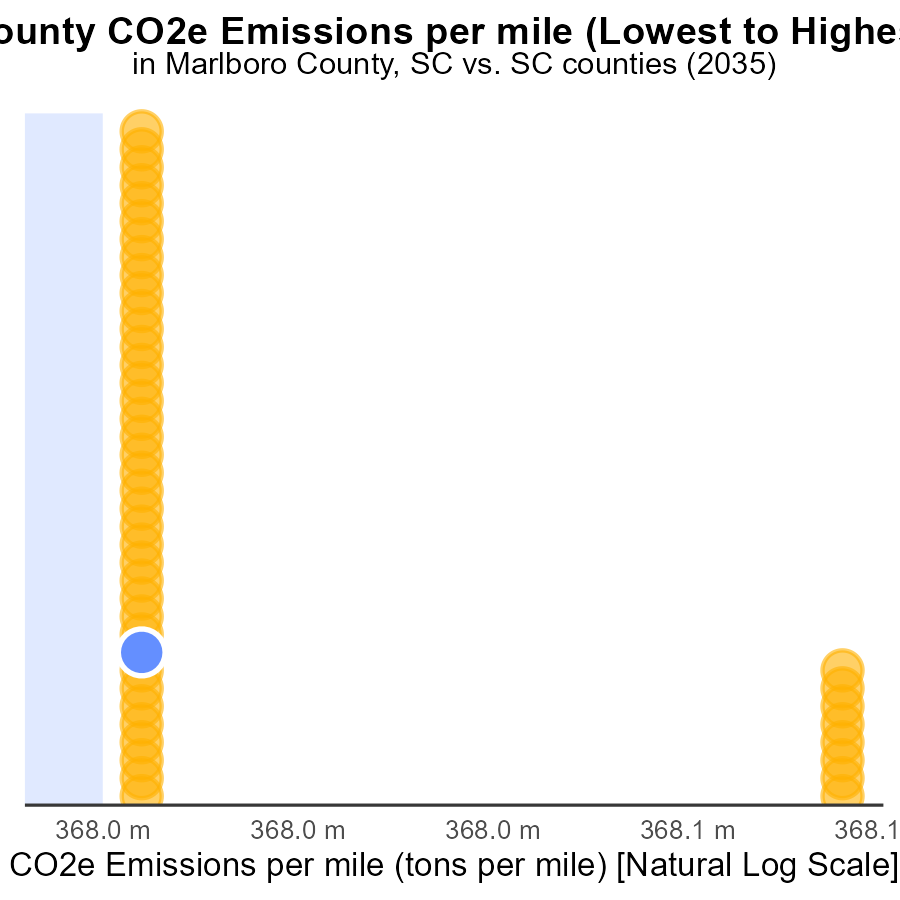 ounty CO2e Emissions per mile (Lowest to Highes
in Marlboro County, SC vs. SC counties (2035)
368.0 m 368.0 m 368.0 m 368.1 m 368.1
CO2e Emissions per mile (tons per mile) [Natural Log Scale]